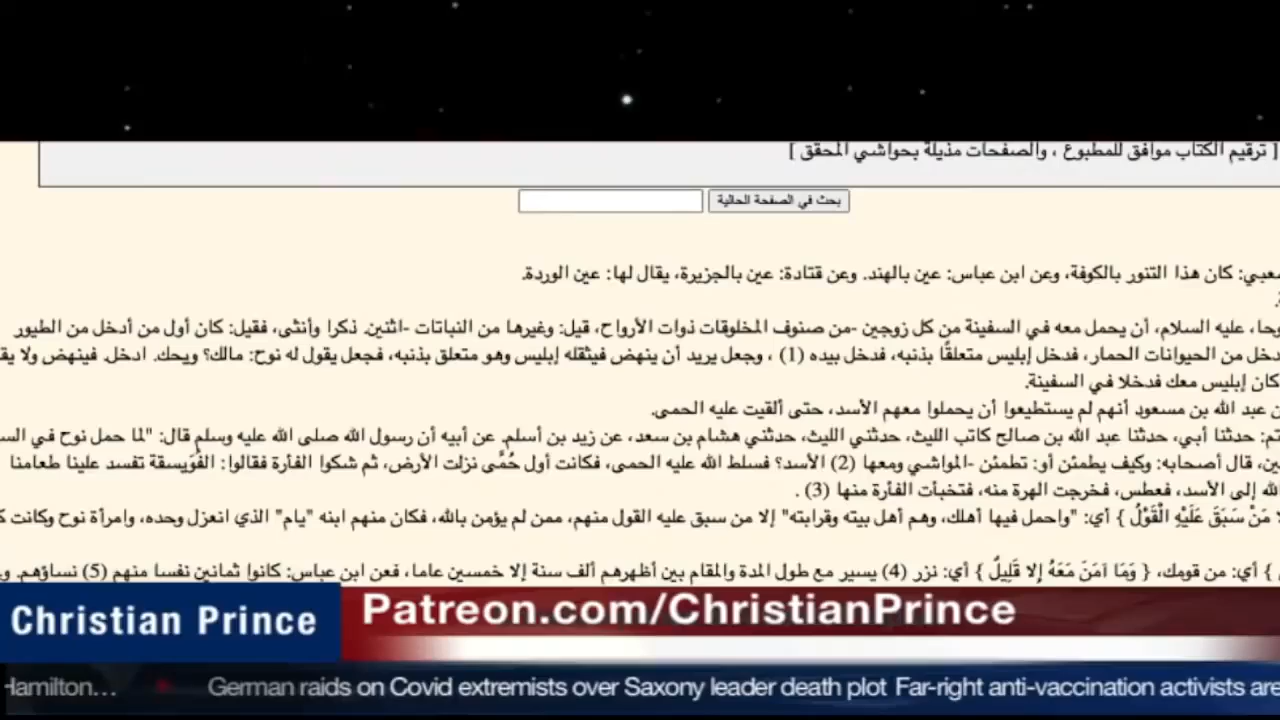 [ ترقيم الكتاب موافق للمطبوع ، والصفحات مذيلة بحواشي المحقق ]
بحث في الصفحة الحالية
كان هذا التنور بالكوفة، وعن ابن عباس: عين بالهند. وعن قتادة: عين بالجزيرة، يقال لها: عين الوردة.
عليه السلام، أن يحمل معه في السفينة من كل زوجين -من صنوف المخلوقات ذوات الأرواح، قيل: وغيرها من النباتات -اثنين. ذكرا وأنثى، فقيل: كان أول من أدخل من الطيور
من الحيوانات الحمار، فدخل إبليس متعلقًا بذنبه، فدخل بيده (1) ، وجعل يريد أن ينهض فيثقله إبليس وهو متعلق بذنبه، فجعل يقول له نوح: مالك؟ ويحك. ادخل. فينهض ولا
كان إبليس معك فدخلا في السفينة.
عبد الله بن مسعود أنهم لم يستطيعوا أن يحملوا معهم الأسد، حتى ألقيت عليه الحمى.
حدثنا أبي، حدثنا عبد الله بن صالح كاتب الليث، حدثني الليث، حدثني هشام بن سعد، عن زيد بن أسلم. عن أبيه أن رسول الله صلى الله عليه وسلم قال: "لما حمل نوح في
قال أصحابه: وكيف يطمئن أو: تطمئن -المواشي ومعها (2) الأسد؟ فسلط الله عليه الحمى، فكانت أول حُمَّى نزلت الأرض، ثم شكوا الفأرة فقالوا: الفُوَيسقة تفسد علينا طعامنا
إلى الأسد، فعطس، فخرجت الهرة منه، فتخبأت الفأرة منها (3) .
مَنْ سَبَقَ عَلَيْهِ الْقَوْلُ } أي: "واحمل فيها أهلك، وهم أهل بيته وقرابته" إلا من سبق عليه القول منهم، ممن لم يؤمن بالله، فكان منهم ابنه "يام" الذي انعزل وحده، وامرأة نوح وكانت
} أي: من قومك، { وَمَا آمَنَ مَعَهُ إِلا قَلِيلٌ } أي: نزر (4) يسير مع طول المدة والمقام بين أظهرهم ألف سنة إلا خمسين عاما، فعن ابن عباس: كانوا ثمانين نفسا منهم (5) نساؤهم.
Christian Prince
Patreon.com/ChristianPrince
Hamilton… German raids on Covid extremists over Saxony leader death plot Far-right anti-vaccination activists are